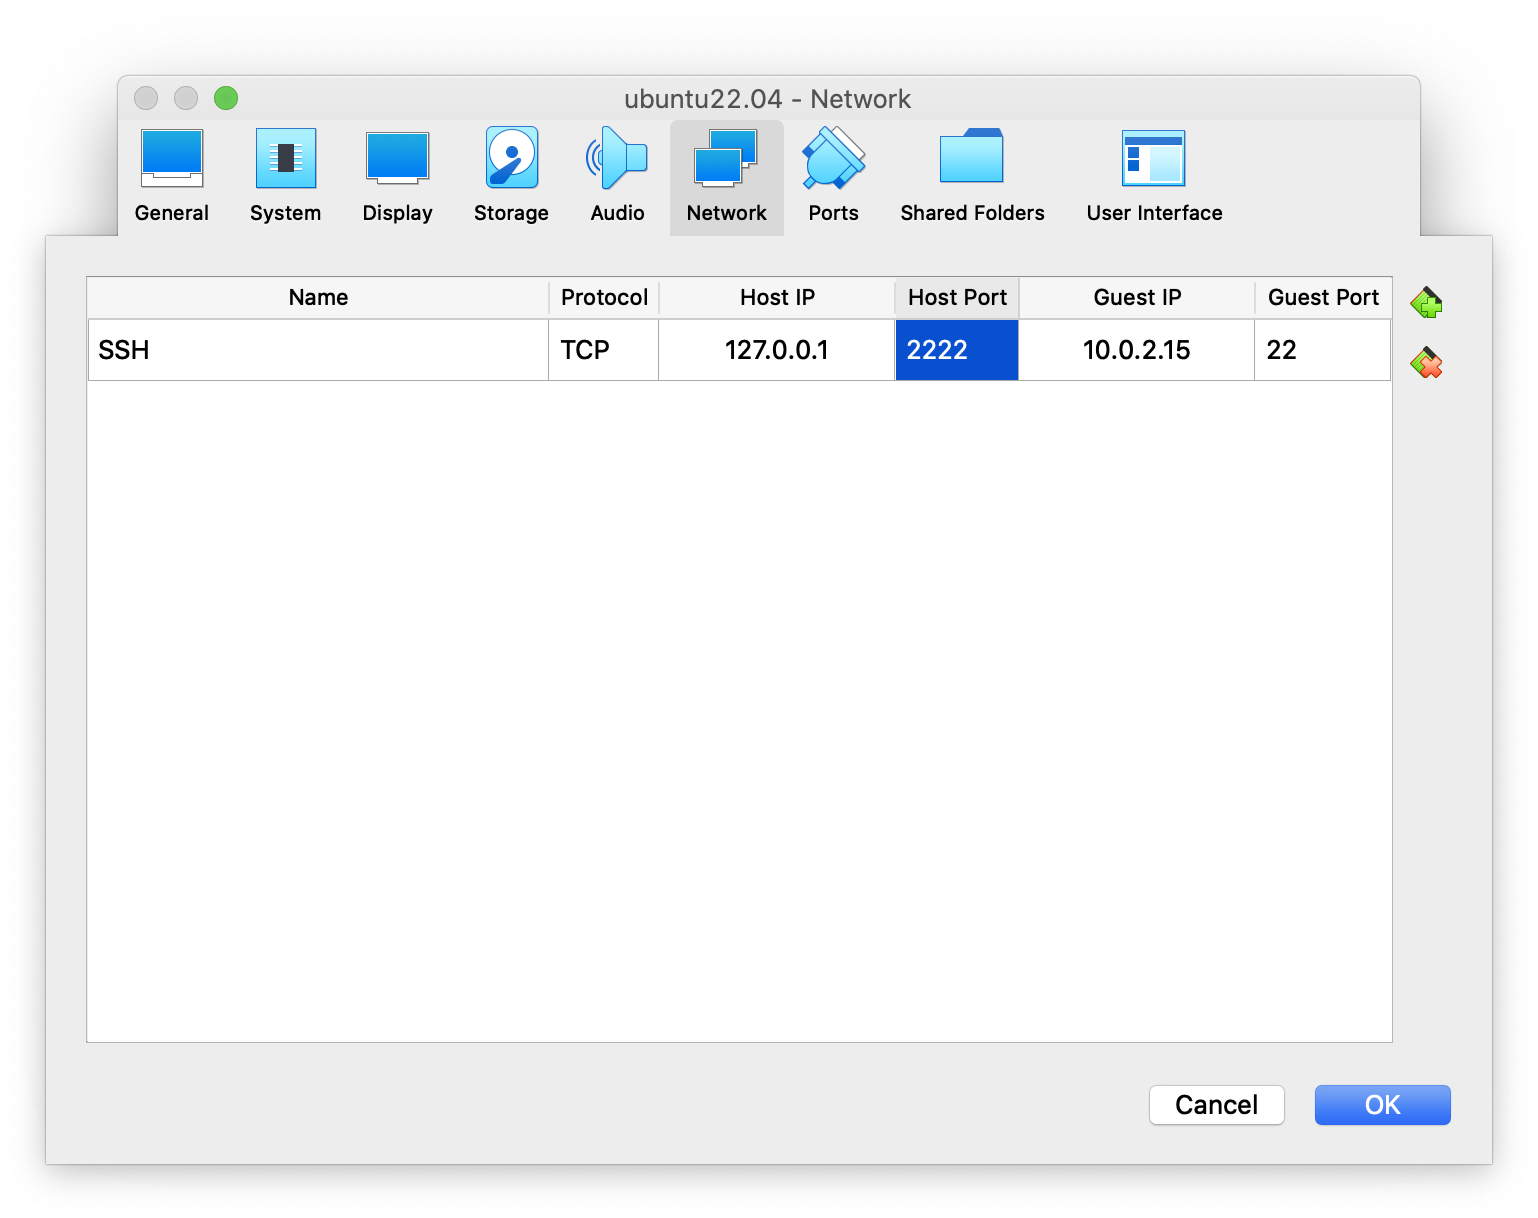 ubuntu22.04 - Network
General System Display Storage Audio Network Ports Shared Folders User Interface
Name Protocol Host IP Host Port Guest IP Guest Port
SSH TCP 127.0.0.1 2222 10.0.2.15 22
Cancel OK